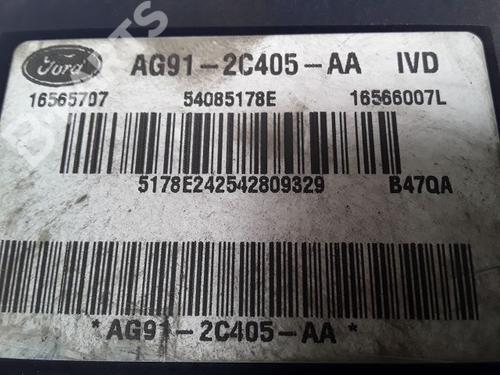 Ford AG91-2C405-AA IVD
16565707 54085178E 16566007L
5178E242542809329 B47QA
*AG91-2C405-AA*